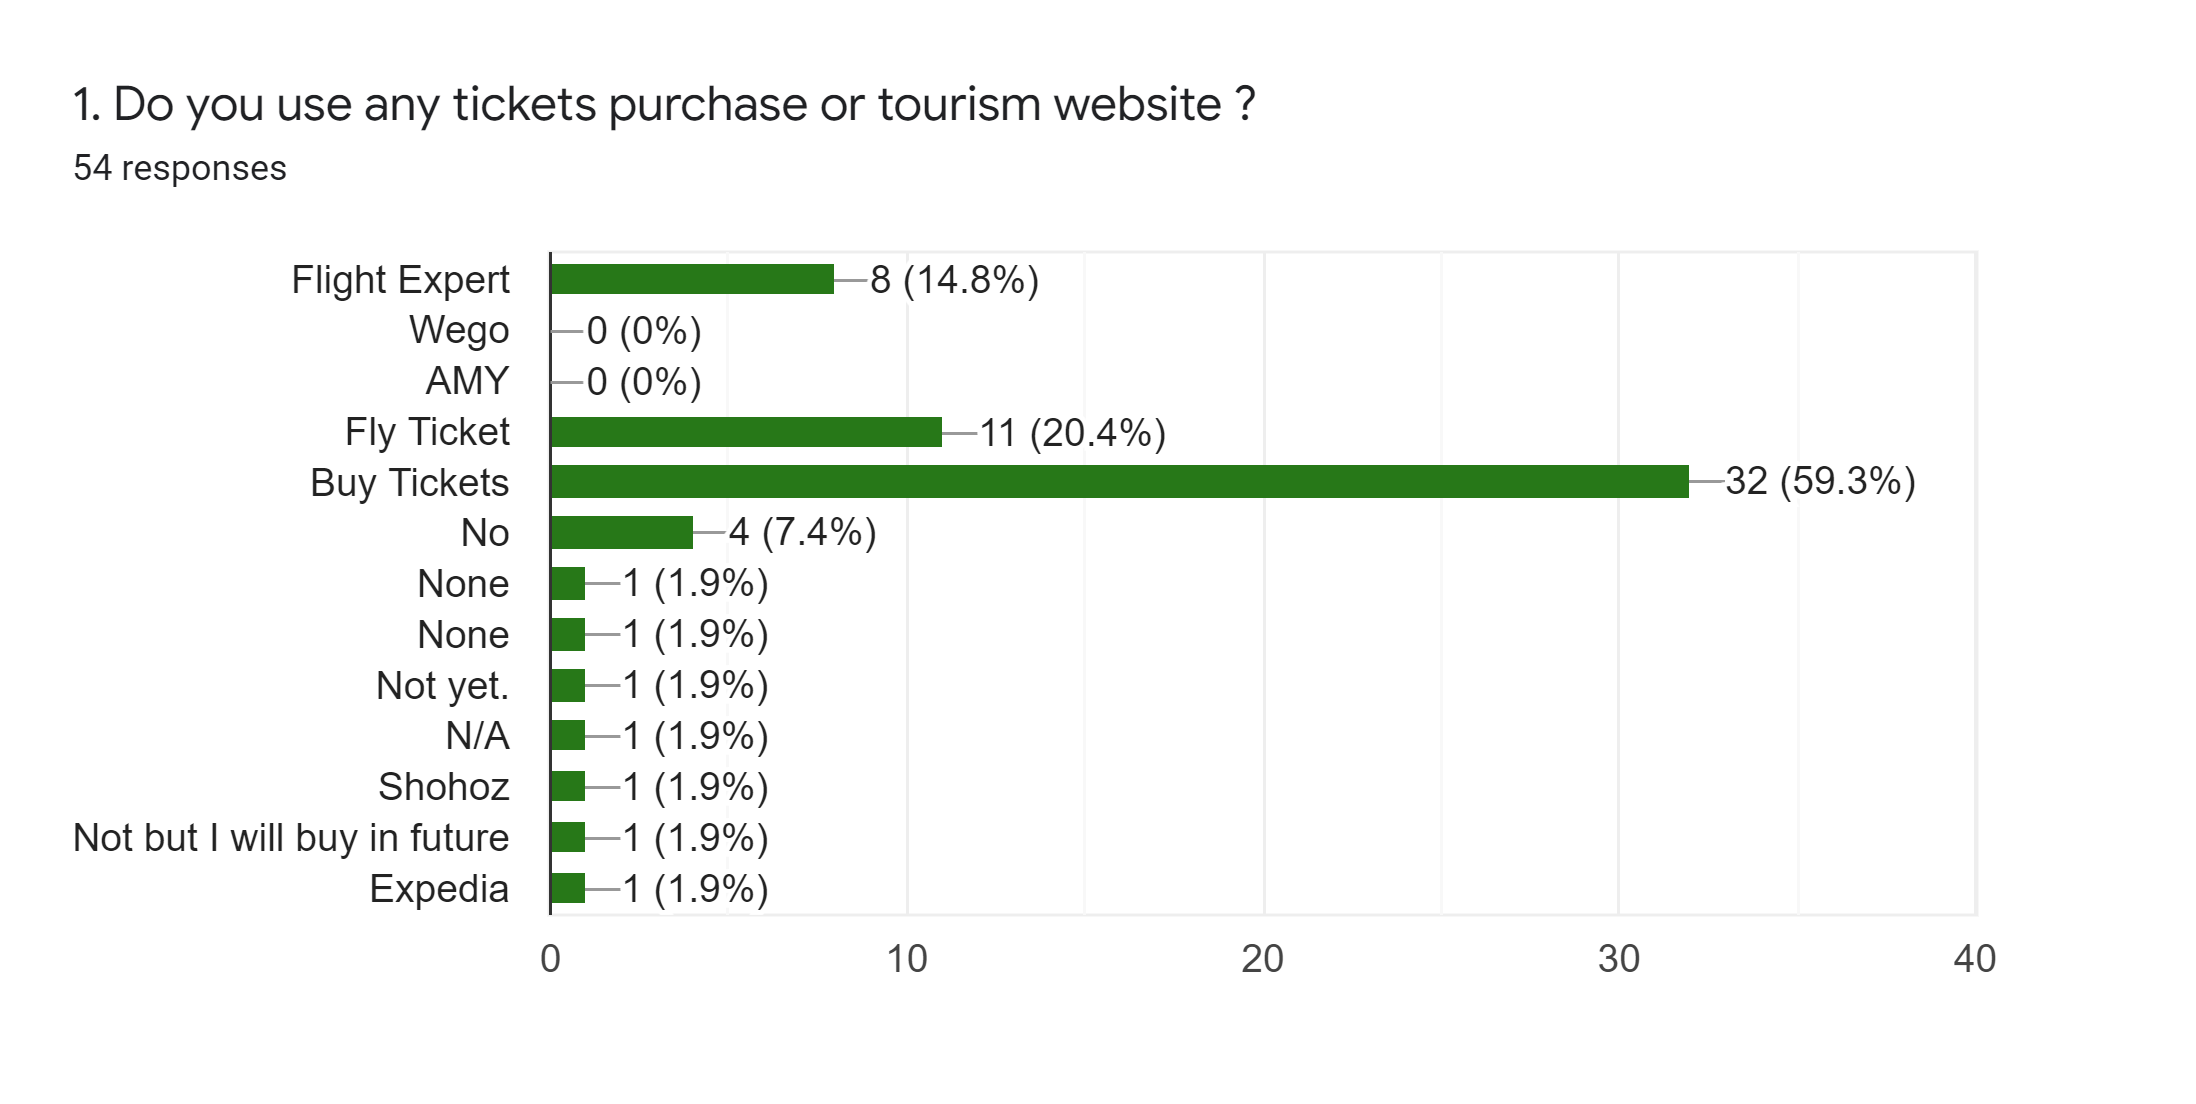 1. Do you use any tickets purchase or tourism website ?
54 responses
Flight Expert 8 (14.8%)
Wego 0 (0%)
AMY 0 (0%)
Fly Ticket 11 (20.4%)
Buy Tickets 32 (59.3%)
No 4 (7.4%)
None 1 (1.9%)
None 1 (1.9%)
Not yet. 1 (1.9%)
N/A 1 (1.9%)
Shohoz 1 (1.9%)
Not but I will buy in future 1 (1.9%)
Expedia 1 (1.9%)
0 10 20 30 40